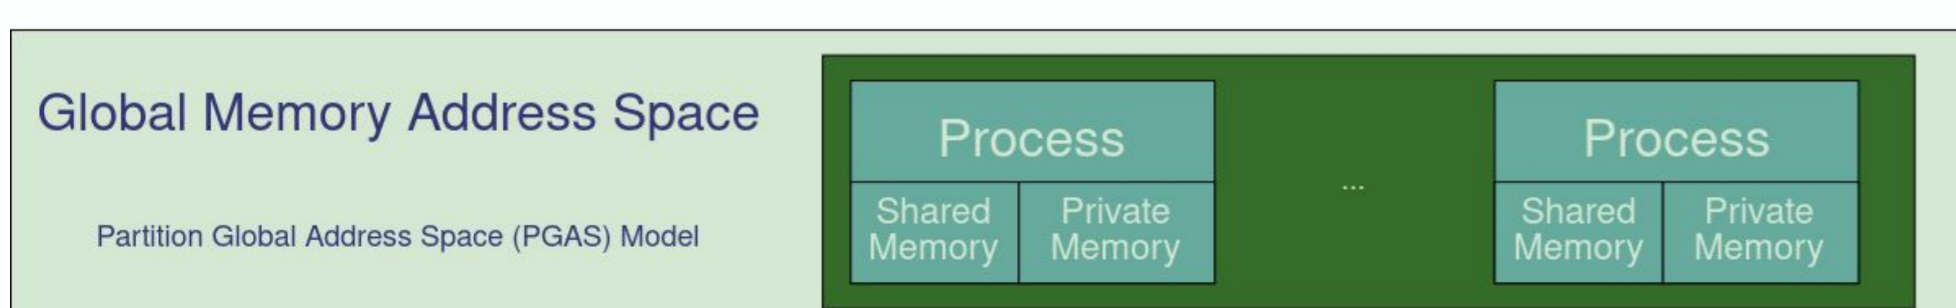 Global Memory Address Space
Partition Global Address Space (PGAS) Model
Process
Shared
Memory
Private
Memory
...
Process
Shared
Memory
Private
Memory